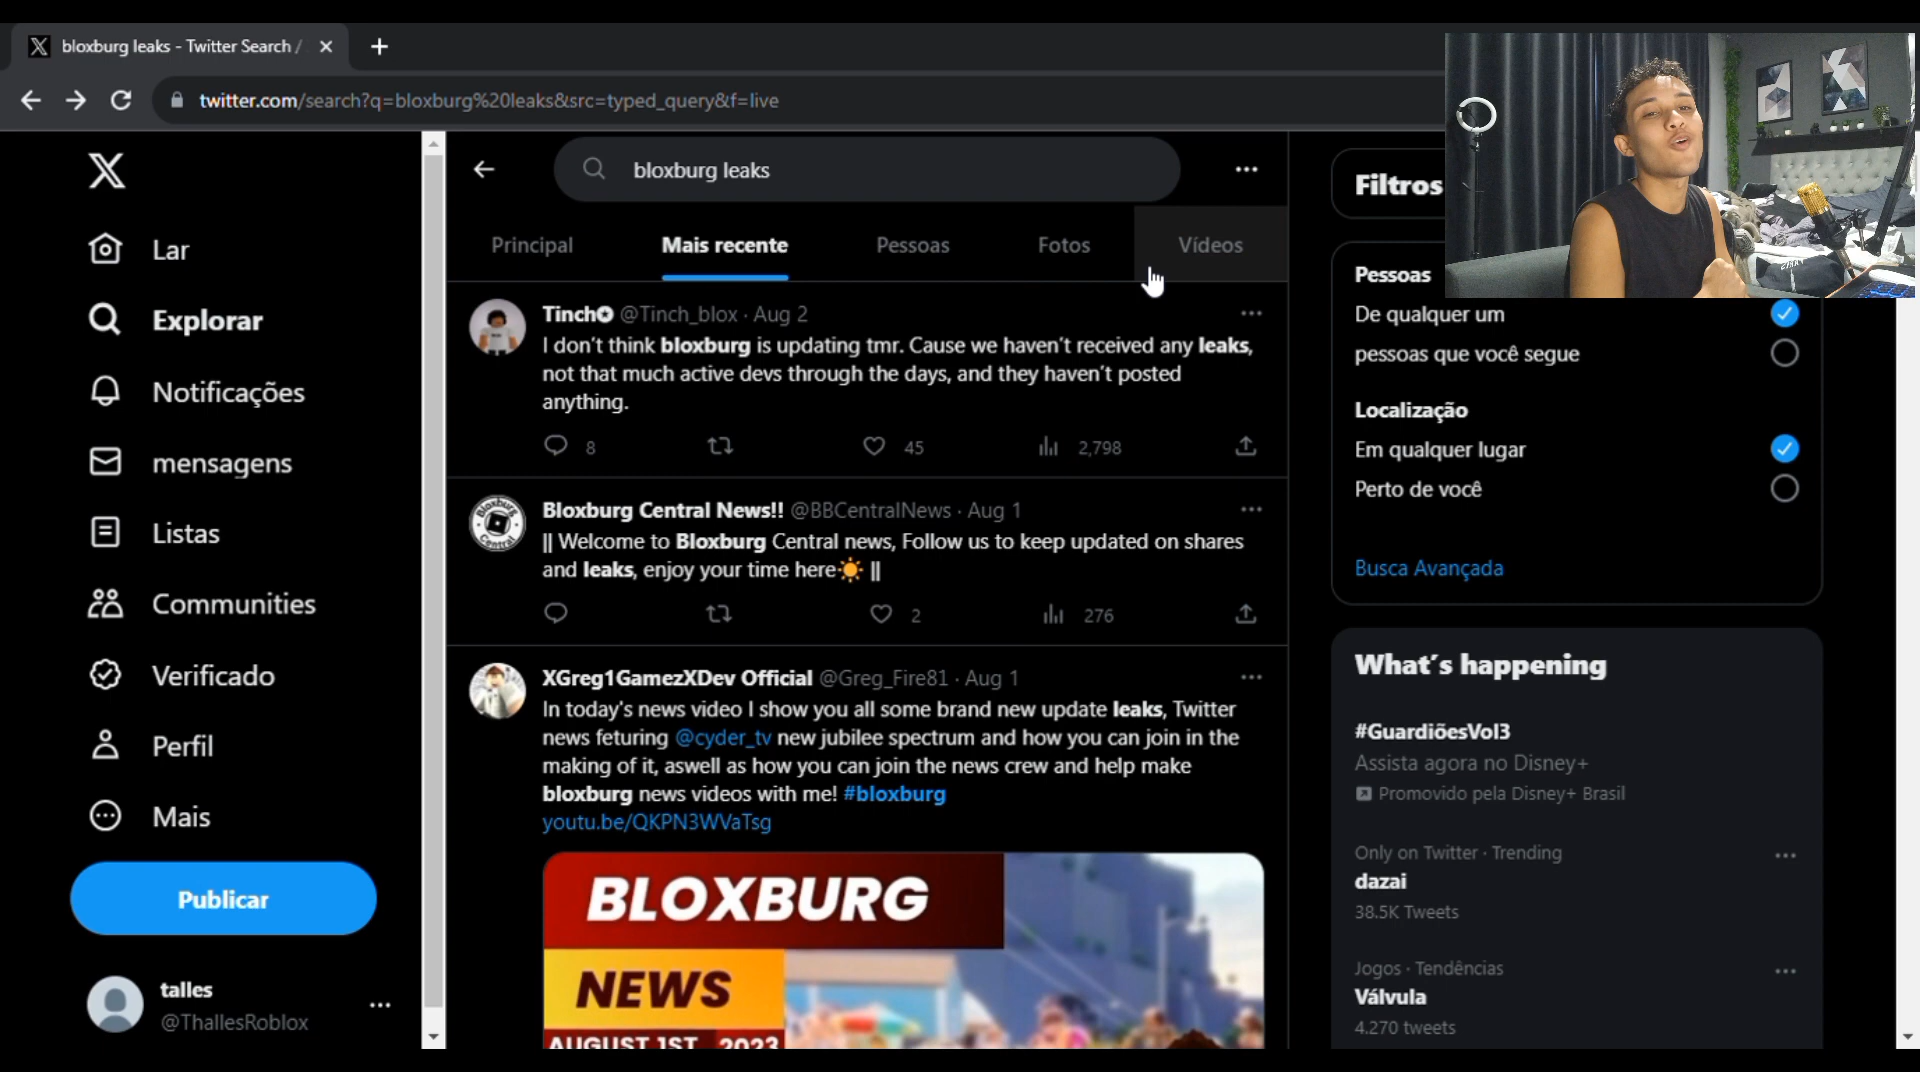 bloxburg leaks - Twitter Search /
twitter.com/search?q=bloxburg%20leaks&src=typed_query&f=live
bloxburg leaks
Principal
Mais recente
Pessoas
Fotos
Vídeos
Lar
Explorar
Notificações
mensagens
Listas
Communities
Verificado
Perfil
Mais
Publicar
talles
@ThallesRoblox
Tinch @Tinch_blox · Aug 2
I don't think bloxburg is updating tmr. Cause we haven't received any leaks,
not that much active devs through the days, and they haven't posted
anything.
8 45 2,798
Bloxburg Central News!! @BBCentralNews · Aug 1
|| Welcome to Bloxburg Central news, Follow us to keep updated on shares
and leaks, enjoy your time here☀️ ||
2 276
XGreg1GamezXDev Official @Greg_Fire81 · Aug 1
In today's news video I show you all some brand new update leaks, Twitter
news feturing @cyder_tv new jubilee spectrum and how you can join in the
making of it, aswell as how you can join the news crew and help make
bloxburg news videos with me! #bloxburg
youtu.be/QKPN3WVaTsg
BLOXBURG
NEWS
AUGUST 1ST, 2023
Filtros
Pessoas
De qualquer um
pessoas que você segue
Localização
Em qualquer lugar
Perto de você
Busca Avançada
What's happening
#GuardiõesVol3
Assista agora no Disney+
Promovido pela Disney+ Brasil
Only on Twitter · Trending
dazai
38.5K Tweets
Jogos · Tendências
Válvula
4.270 tweets